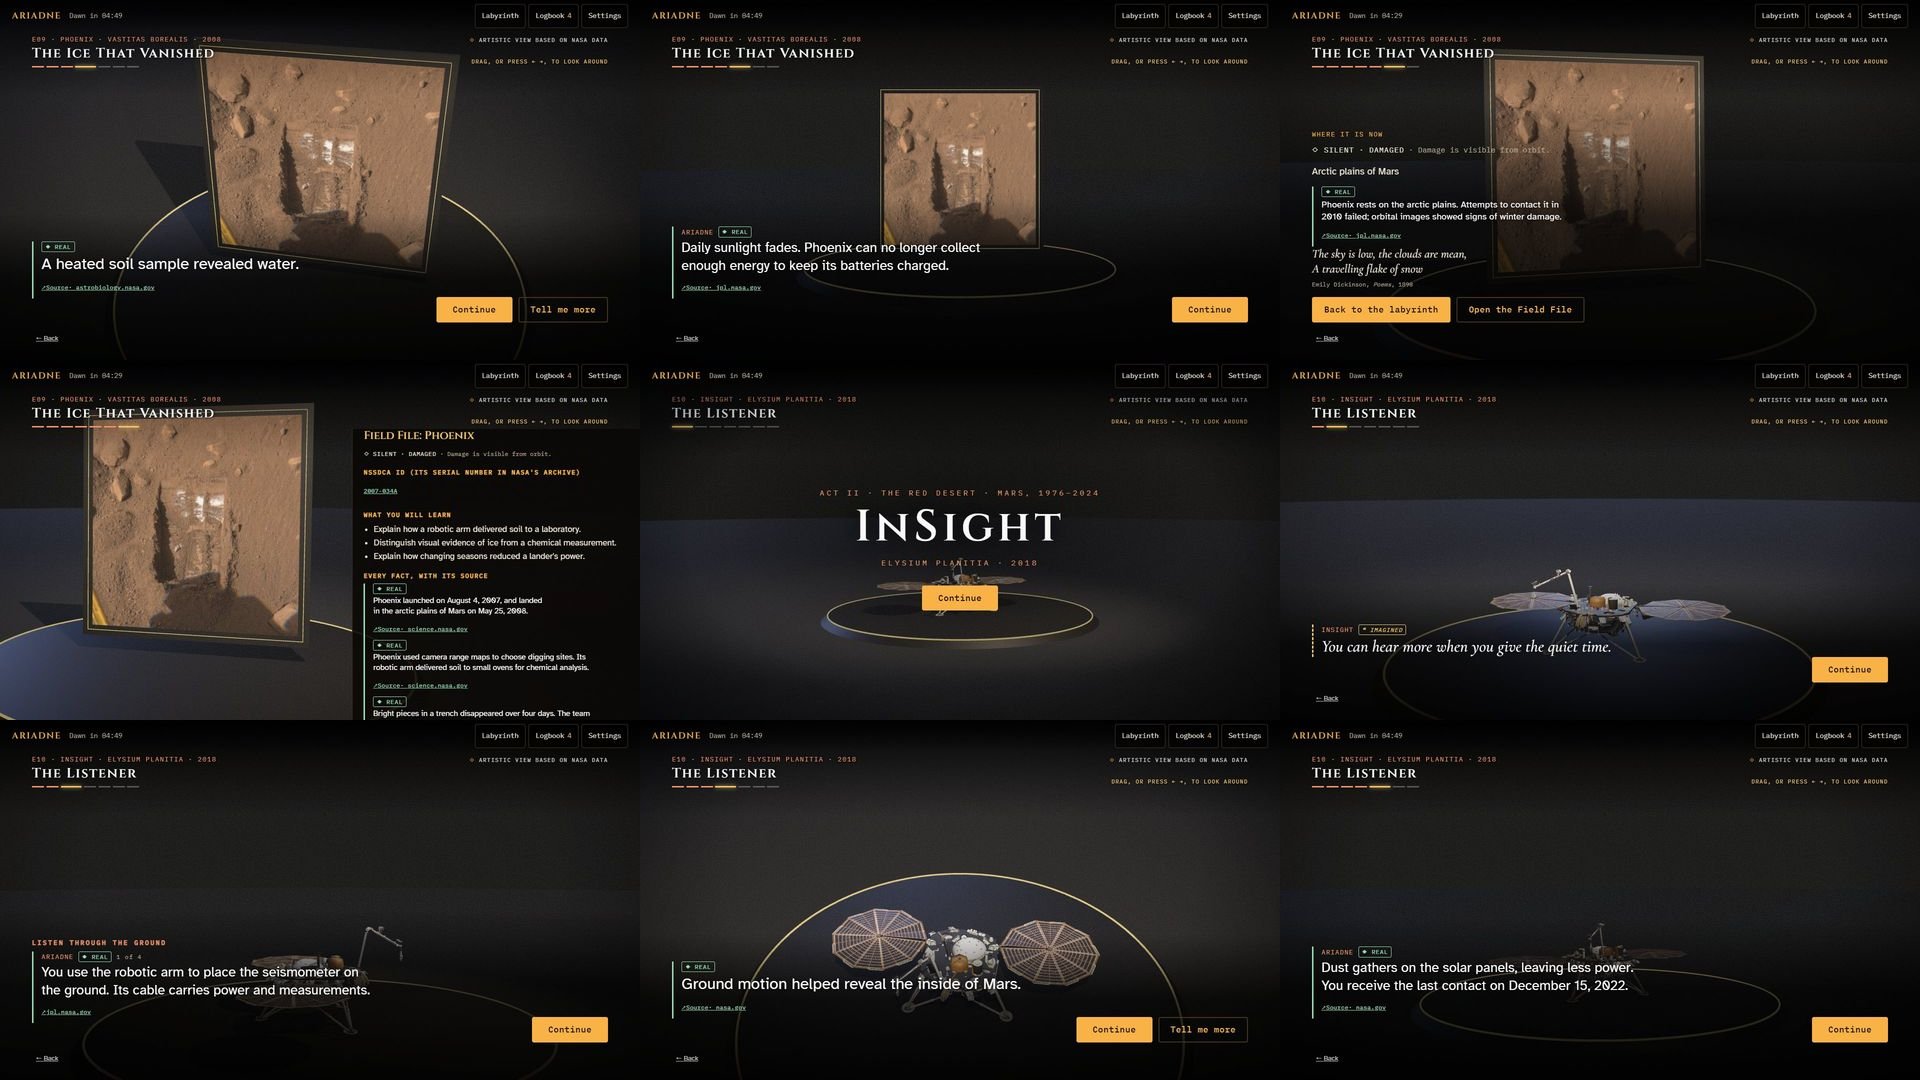 ARIADNE Dawn in 04:49
Labyrinth Logbook 4 Settings
E09 · PHOENIX · VASTITAS BOREALIS · 2008
THE ICE THAT VANISHED
ARTISTIC VIEW BASED ON NASA DATA
DRAG, OR PRESS ← →, TO LOOK AROUND
◆ REAL
A heated soil sample revealed water.
↗Source· astrobiology.nasa.gov
Continue Tell me more
← Back
ARIADNE Dawn in 04:49
Labyrinth Logbook 4 Settings
E09 · PHOENIX · VASTITAS BOREALIS · 2008
THE ICE THAT VANISHED
ARTISTIC VIEW BASED ON NASA DATA
DRAG, OR PRESS ← →, TO LOOK AROUND
ARIADNE ◆ REAL
Daily sunlight fades. Phoenix can no longer collect
enough energy to keep its batteries charged.
↗Source· jpl.nasa.gov
Continue
← Back
ARIADNE Dawn in 04:29
Labyrinth Logbook 4 Settings
E09 · PHOENIX · VASTITAS BOREALIS · 2008
THE ICE THAT VANISHED
ARTISTIC VIEW BASED ON NASA DATA
DRAG, OR PRESS ← →, TO LOOK AROUND
WHERE IT IS NOW
◇ SILENT · DAMAGED · Damage is visible from orbit.
Arctic plains of Mars
◆ REAL
Phoenix rests on the arctic plains. Attempts to contact it in
2010 failed; orbital images showed signs of winter damage.
↗Source· jpl.nasa.gov
The sky is low, the clouds are mean,
A travelling flake of snow
Emily Dickinson, Poems, 1890
Back to the labyrinth Open the Field File
← Back
ARIADNE Dawn in 04:29
Labyrinth Logbook 4 Settings
E09 · PHOENIX · VASTITAS BOREALIS · 2008
THE ICE THAT VANISHED
ARTISTIC VIEW BASED ON NASA DATA
DRAG, OR PRESS ← →, TO LOOK AROUND
FIELD FILE: PHOENIX
◇ SILENT · DAMAGED · Damage is visible from orbit.
NSSDCA ID (ITS SERIAL NUMBER IN NASA'S ARCHIVE)
2007-034A
WHAT YOU WILL LEARN
• Explain how a robotic arm delivered soil to a laboratory.
• Distinguish visual evidence of ice from a chemical measurement.
• Explain how changing seasons reduced a lander's power.
EVERY FACT, WITH ITS SOURCE
◆ REAL
Phoenix launched on August 4, 2007, and landed
in the arctic plains of Mars on May 25, 2008.
↗Source· science.nasa.gov
◆ REAL
Phoenix used camera range maps to choose digging sites. Its
robotic arm delivered soil to small ovens for chemical analysis.
↗Source· science.nasa.gov
◆ REAL
Bright pieces in a trench disappeared over four days. The team
ARIADNE Dawn in 04:49
Labyrinth Logbook 4 Settings
E10 · INSIGHT · ELYSIUM PLANITIA · 2018
THE LISTENER
ARTISTIC VIEW BASED ON NASA DATA
DRAG, OR PRESS ← →, TO LOOK AROUND
ACT II · THE RED DESERT · MARS, 1976–2024
INSIGHT
ELYSIUM PLANITIA · 2018
Continue
ARIADNE Dawn in 04:49
Labyrinth Logbook 4 Settings
E10 · INSIGHT · ELYSIUM PLANITIA · 2018
THE LISTENER
ARTISTIC VIEW BASED ON NASA DATA
DRAG, OR PRESS ← →, TO LOOK AROUND
INSIGHT IMAGINED
You can hear more when you give the quiet time.
Continue
← Back
ARIADNE Dawn in 04:49
Labyrinth Logbook 4 Settings
E10 · INSIGHT · ELYSIUM PLANITIA · 2018
THE LISTENER
ARTISTIC VIEW BASED ON NASA DATA
LISTEN THROUGH THE GROUND
ARIADNE ◆ REAL 1 of 4
You use the robotic arm to place the seismometer on
the ground. Its cable carries power and measurements.
↗jpl.nasa.gov
Continue
← Back
ARIADNE Dawn in 04:49
Labyrinth Logbook 4 Settings
E10 · INSIGHT · ELYSIUM PLANITIA · 2018
THE LISTENER
ARTISTIC VIEW BASED ON NASA DATA
DRAG, OR PRESS ← →, TO LOOK AROUND
◆ REAL
Ground motion helped reveal the inside of Mars.
↗Source· nasa.gov
Continue Tell me more
← Back
ARIADNE Dawn in 04:49
Labyrinth Logbook 4 Settings
E10 · INSIGHT · ELYSIUM PLANITIA · 2018
THE LISTENER
ARTISTIC VIEW BASED ON NASA DATA
DRAG, OR PRESS ← →, TO LOOK AROUND
ARIADNE ◆ REAL
Dust gathers on the solar panels, leaving less power.
You receive the last contact on December 15, 2022.
↗Source· nasa.gov
Continue
← Back